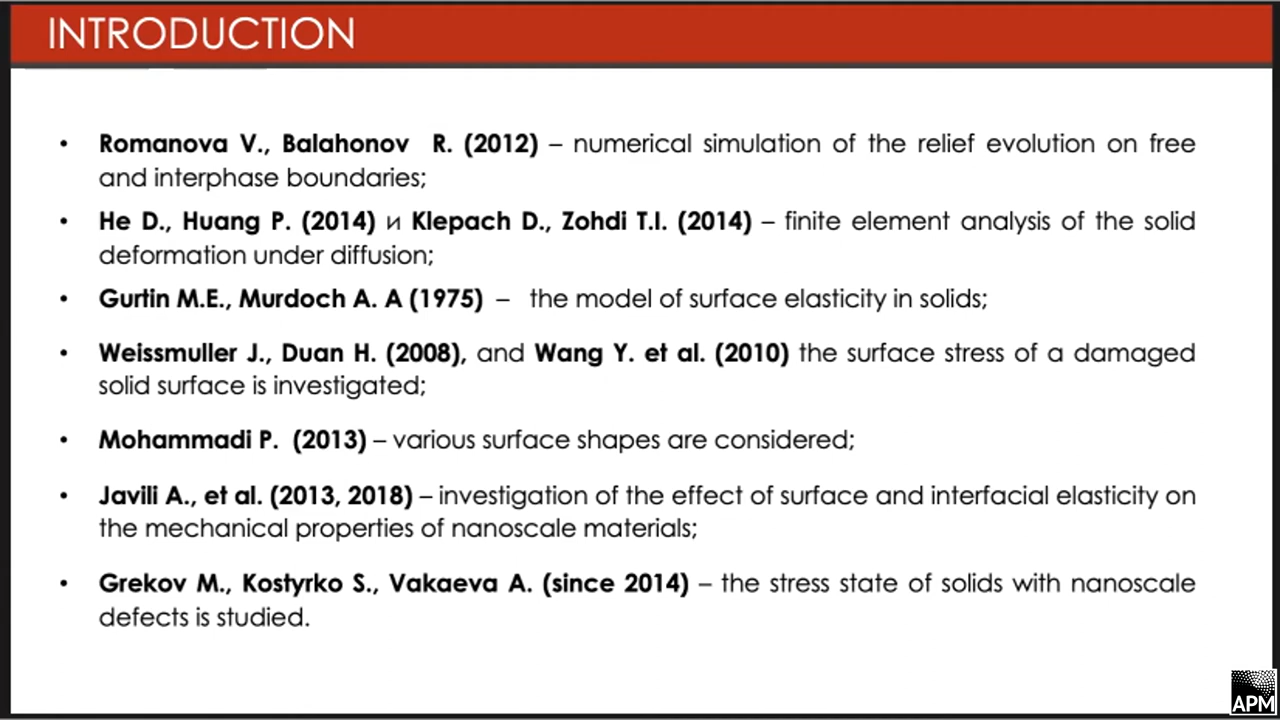 INTRODUCTION
• Romanova V., Balahonov R. (2012) – numerical simulation of the relief evolution on free
and interphase boundaries;
• He D., Huang P. (2014) и Klepach D., Zohdi T.I. (2014) – finite element analysis of the solid
deformation under diffusion;
• Gurtin M.E., Murdoch A. A (1975) – the model of surface elasticity in solids;
• Weissmuller J., Duan H. (2008), and Wang Y. et al. (2010) the surface stress of a damaged
solid surface is investigated;
• Mohammadi P. (2013) – various surface shapes are considered;
• Javili A., et al. (2013, 2018) – investigation of the effect of surface and interfacial elasticity on
the mechanical properties of nanoscale materials;
• Grekov M., Kostyrko S., Vakaeva A. (since 2014) – the stress state of solids with nanoscale
defects is studied.
APM